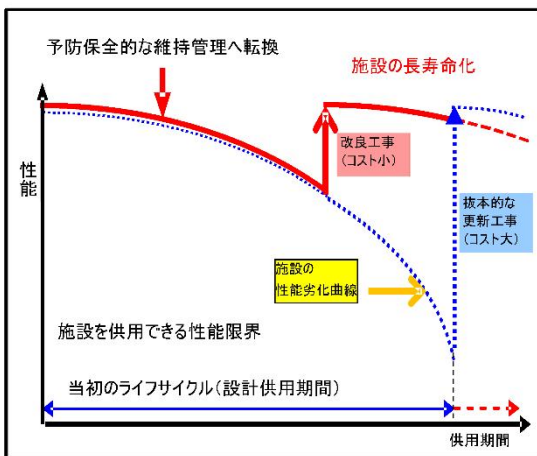 予防保全的な維持管理へ転換
施設の長寿命化
性能
改良工事
(コスト小)
抜本的な
更新工事
(コスト大)
施設の
性能劣化曲線
施設を供用できる性能限界
当初のライフサイクル(設計供用期間)
供用期間